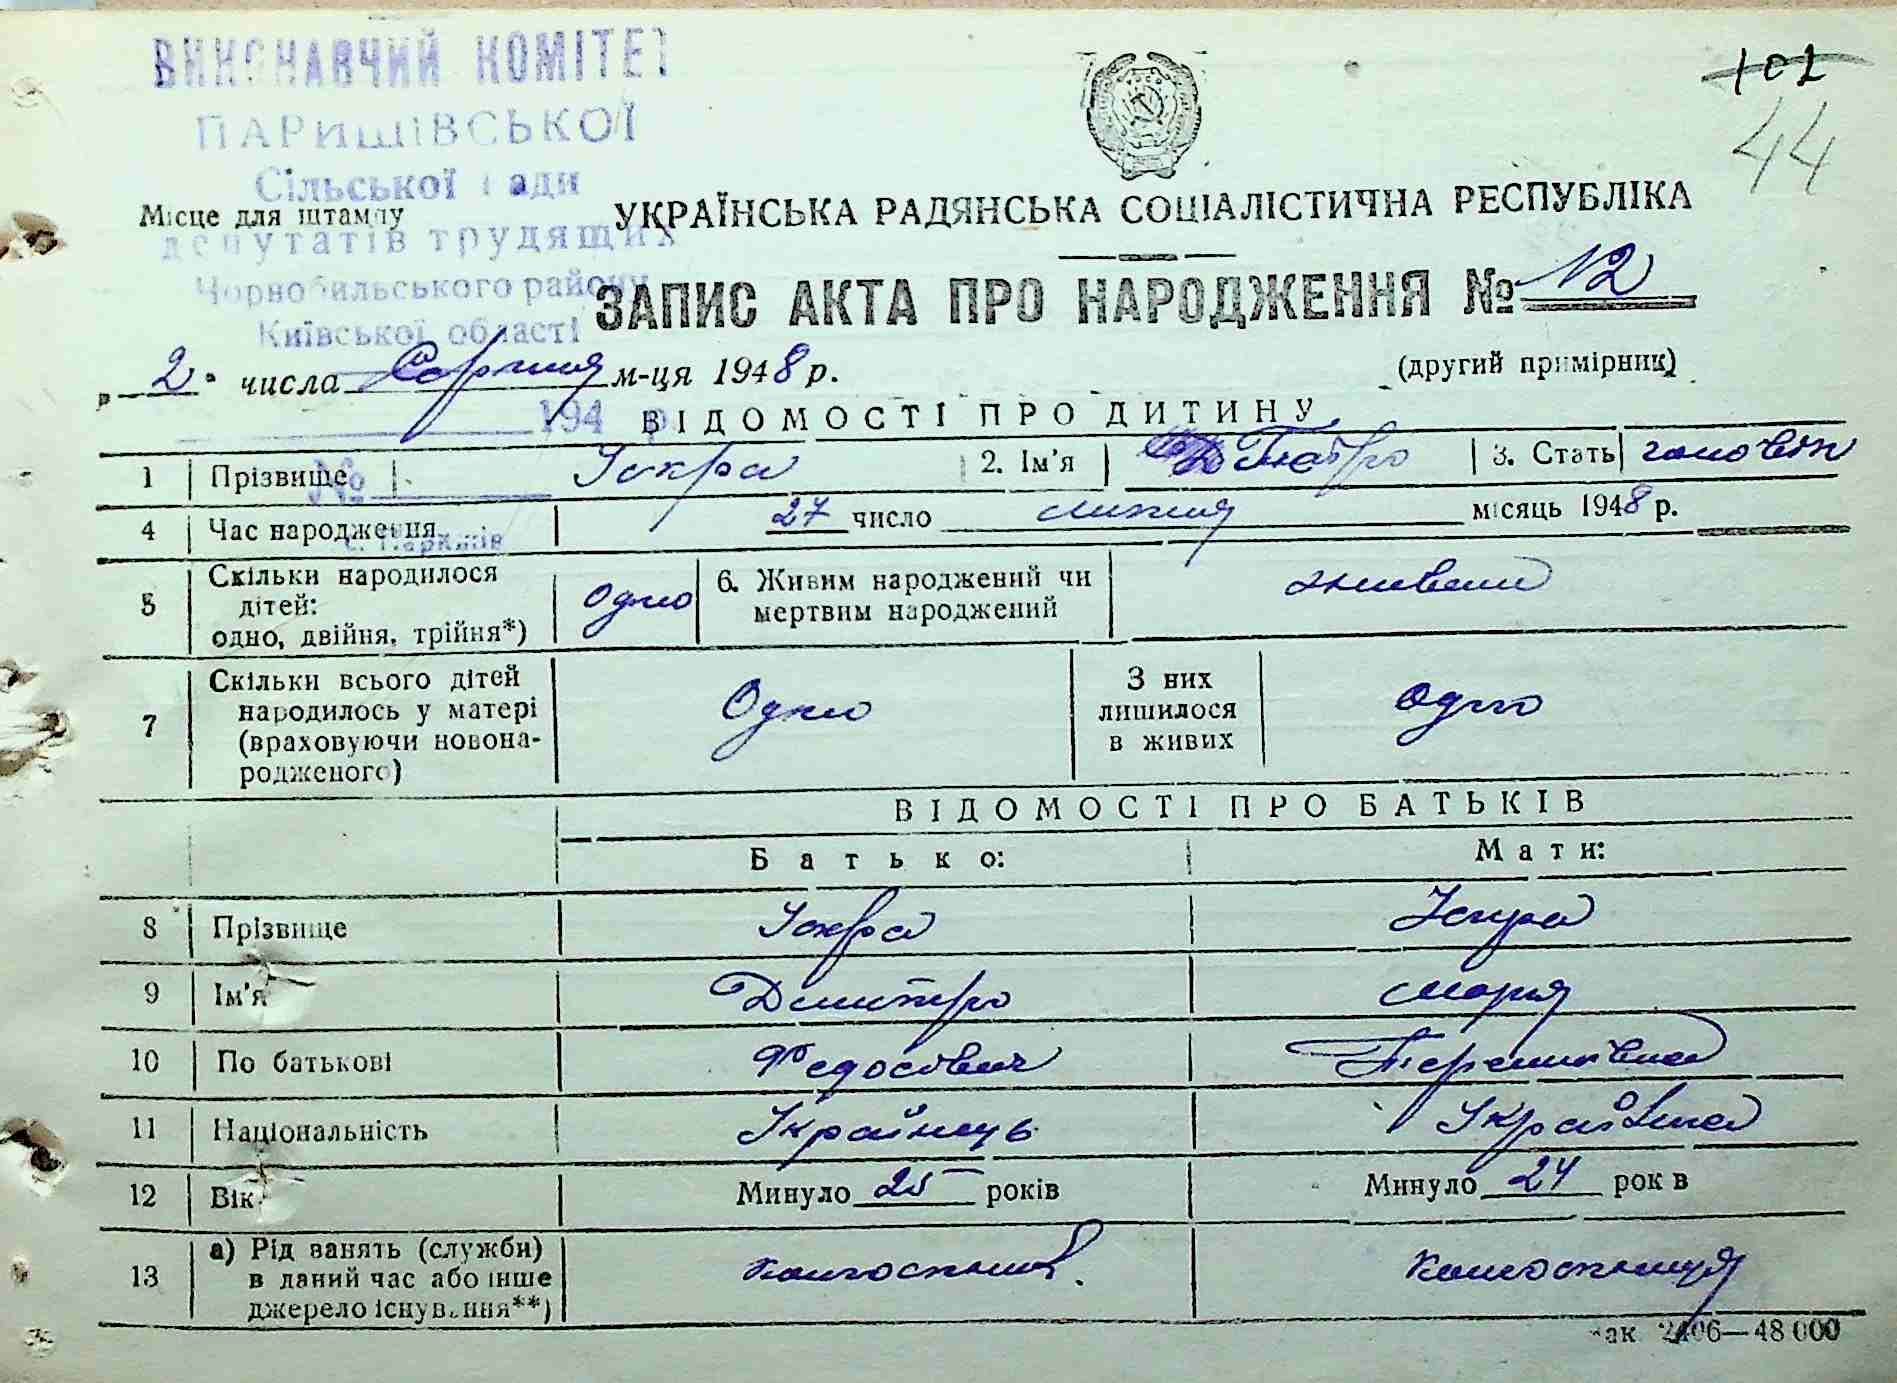 ВИКОНАВЧИЙ КОМІТЕТ
ПАРИШІВСЬКОЇ
Сільської ради
депутатів трудящих
Чорнобильського району
Київської області
194 р.
№
с. Паришів
102
44
Місце для штампу
УКРАЇНСЬКА РАДЯНСЬКА СОЦІАЛІСТИЧНА РЕСПУБЛІКА
ЗАПИС АКТА ПРО НАРОДЖЕННЯ № 12
„2" числа Серпня м-ця 1948 р.
(другий примірник)
ВІДОМОСТІ ПРО ДИТИНУ
1 Прізвище Іскра 2. Ім'я Петро 3. Стать чоловіч
4 Час народження 27 число липня місяць 1948 р.
5 Скільки народилося дітей: одно, двійня, трійня*) Одно 6. Живим народжений чи мертвим народжений живим
7 Скільки всього дітей народилось у матері (враховуючи новонародженого) Одно З них лишилося в живих одно
ВІДОМОСТІ ПРО БАТЬКІВ
Батько: Мати:
8 Прізвище Іскра Іскра
9 Ім'я Дмитро Марія
10 По батькові Федосович
11 Національність Українець Українка
12 Вік Минуло 25 років Минуло 24 років
13 а) Рід занять (служби) в даний час або інше джерело існування**) колгоспник. колгоспниця
Зак 2406—48 000